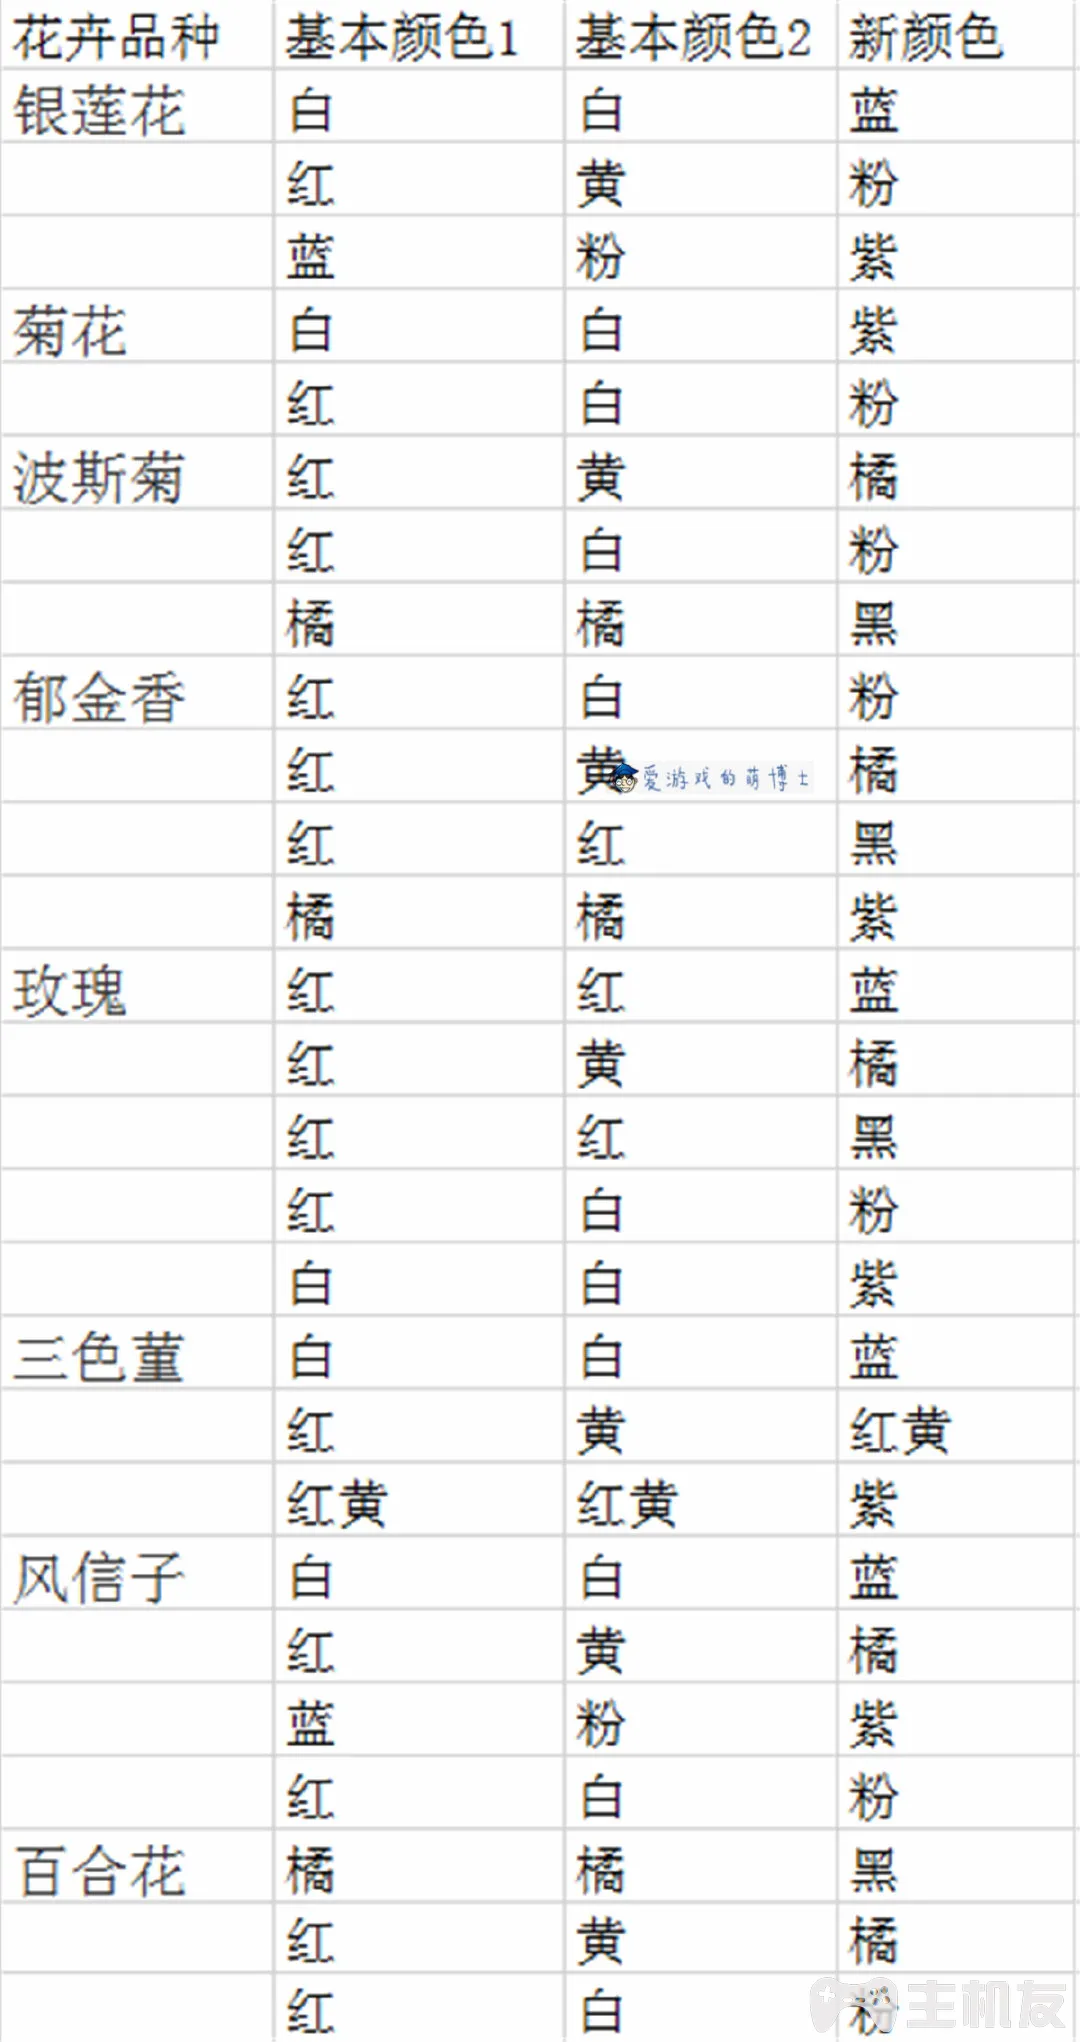 花卉品种 基本颜色1 基本颜色2 新颜色
银莲花 白 白 蓝
红 黄 粉
蓝 粉 紫
菊花 白 白 紫
红 白 粉
波斯菊 红 黄 橘
红 白 粉
橘 橘 黑
郁金香 红 白 粉
红 黄 橘
爱游戏的萌博士
红 红 黑
橘 橘 紫
玫瑰 红 红 蓝
红 黄 橘
红 红 黑
红 白 粉
白 白 紫
三色堇 白 白 蓝
红 黄 红黄
红黄 红黄 紫
风信子 白 白 蓝
红 黄 橘
蓝 粉 紫
红 白 粉
百合花 橘 橘 黑
红 黄 橘
红 白 粉
主机友